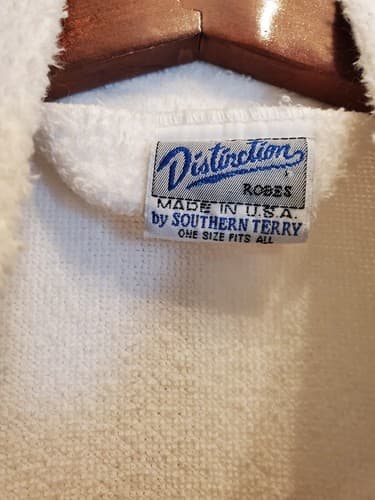 Distinction
ROBES
MADE IN U.S.A.
by SOUTHERN TERRY
ONE SIZE FITS ALL